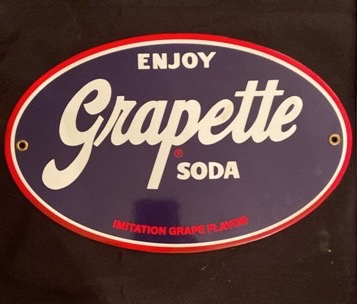 ENJOY
Grapette
®
SODA
IMITATION GRAPE FLAVOR